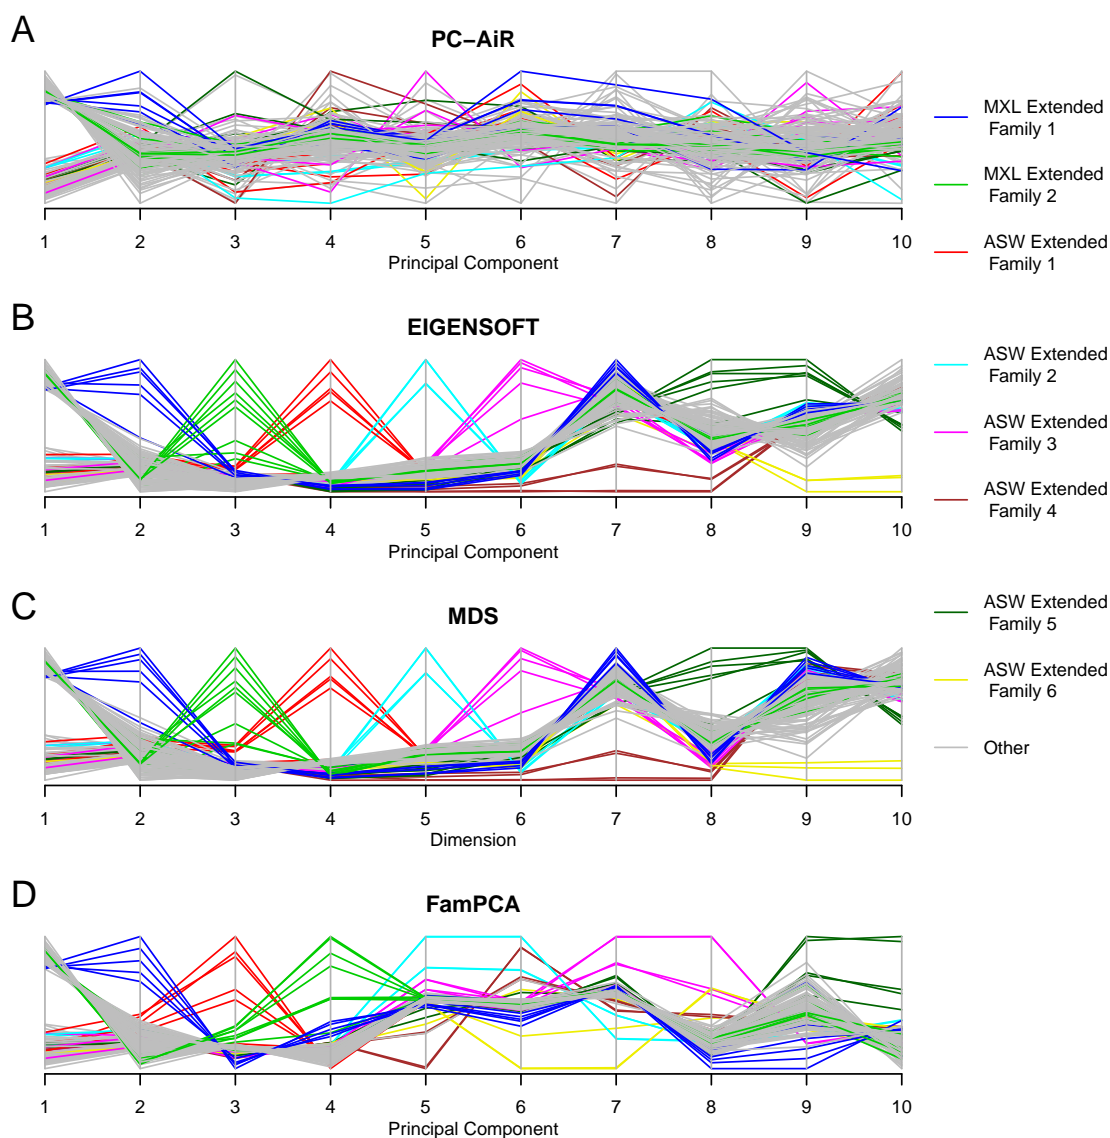 A
PC−AiR
1 2 3 4 5 6 7 8 9 10
Principal Component
B
EIGENSOFT
1 2 3 4 5 6 7 8 9 10
Principal Component
C
MDS
1 2 3 4 5 6 7 8 9 10
Dimension
D
FamPCA
1 2 3 4 5 6 7 8 9 10
Principal Component
MXL Extended
Family 1
MXL Extended
Family 2
ASW Extended
Family 1
ASW Extended
Family 2
ASW Extended
Family 3
ASW Extended
Family 4
ASW Extended
Family 5
ASW Extended
Family 6
Other